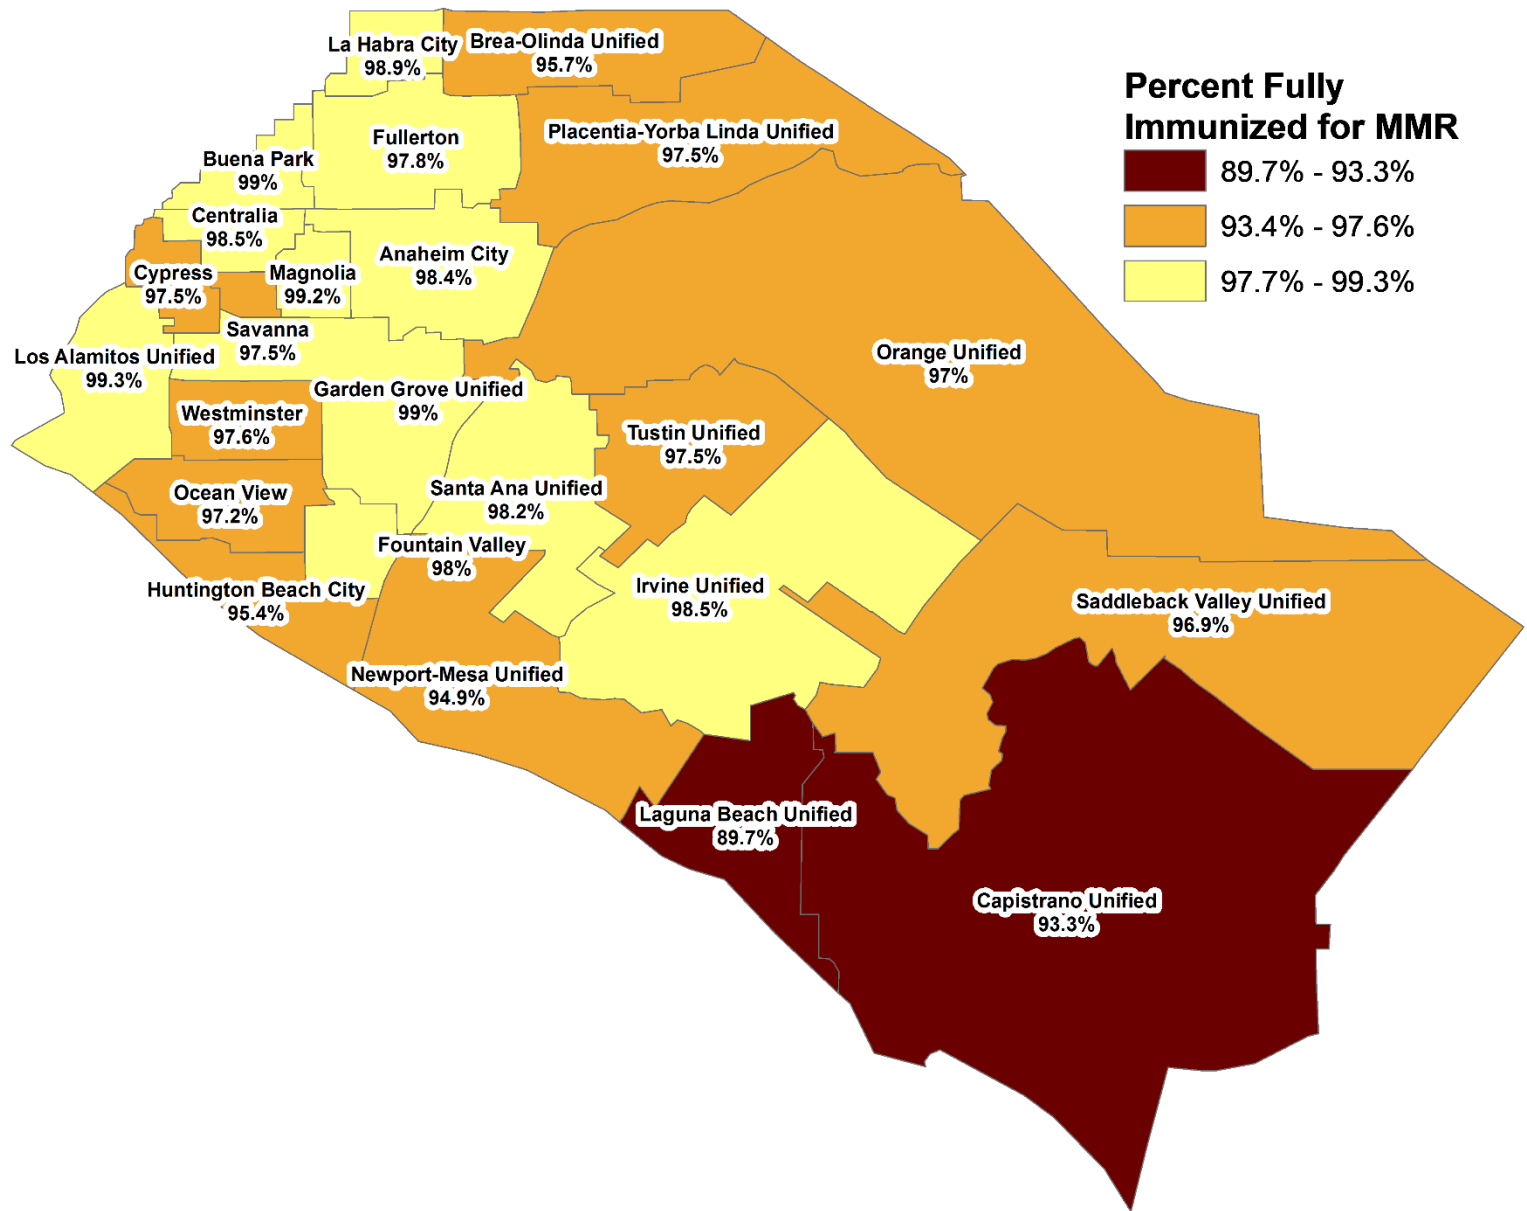 La Habra City
98.9%
Brea-Olinda Unified
95.7%
Percent Fully
Immunized for MMR
89.7% - 93.3%
93.4% - 97.6%
97.7% - 99.3%
Fullerton
97.8%
Placentia-Yorba Linda Unified
97.5%
Buena Park
99%
Centralia
98.5%
Anaheim City
98.4%
Cypress
97.5%
Magnolia
99.2%
Savanna
97.5%
Los Alamitos Unified
99.3%
Orange Unified
97%
Garden Grove Unified
99%
Westminster
97.6%
Tustin Unified
97.5%
Ocean View
97.2%
Santa Ana Unified
98.2%
Fountain Valley
98%
Huntington Beach City
95.4%
Irvine Unified
98.5%
Saddleback Valley Unified
96.9%
Newport-Mesa Unified
94.9%
Laguna Beach Unified
89.7%
Capistrano Unified
93.3%